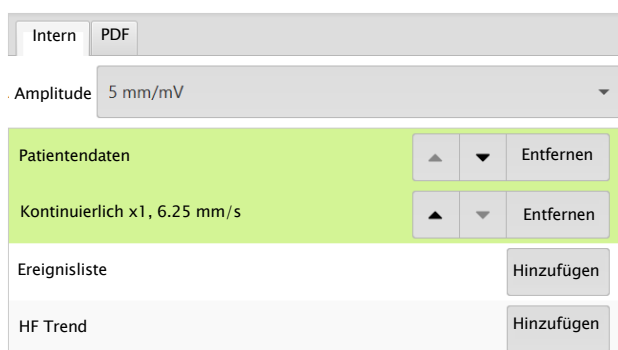 Intern PDF
Amplitude 5 mm/mV
Patientendaten Entfernen
Kontinuierlich x1, 6.25 mm/s Entfernen
Ereignisliste Hinzufügen
HF Trend Hinzufügen